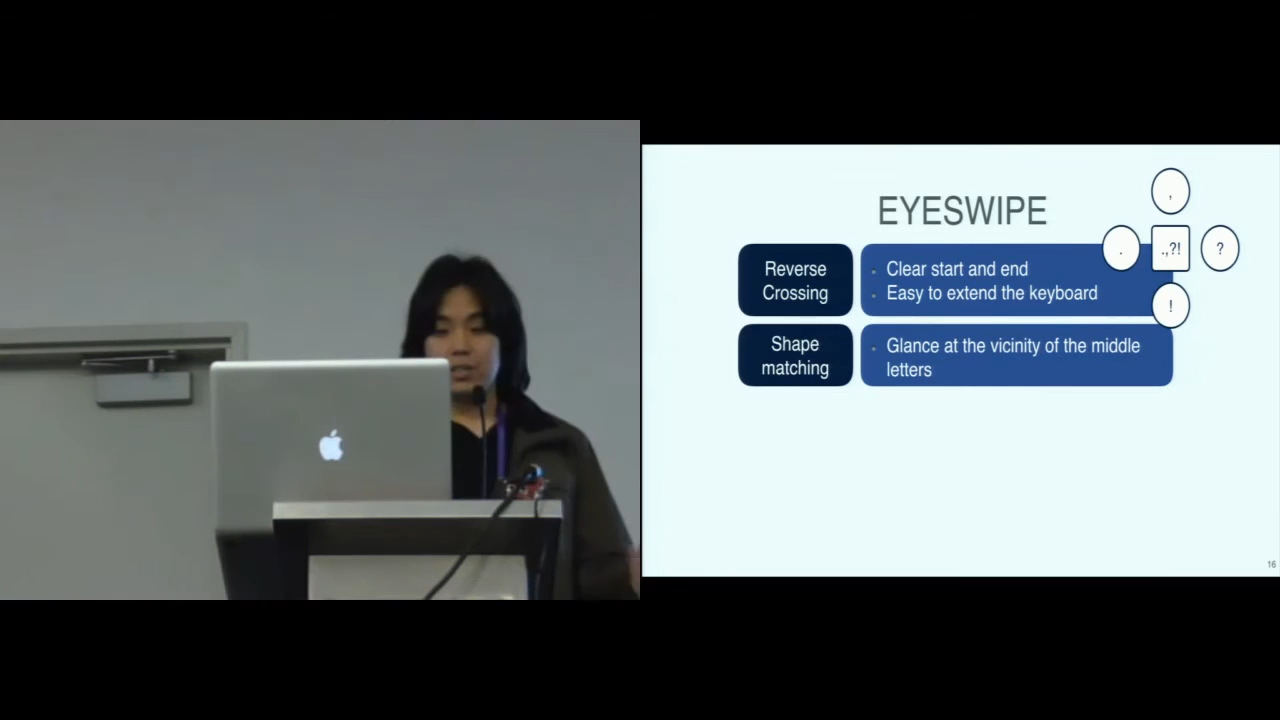 EYESWIPE
,
. .,?! ?
!
Reverse
Crossing
Clear start and end
Easy to extend the keyboard
Shape
matching
Glance at the vicinity of the middle
letters
16